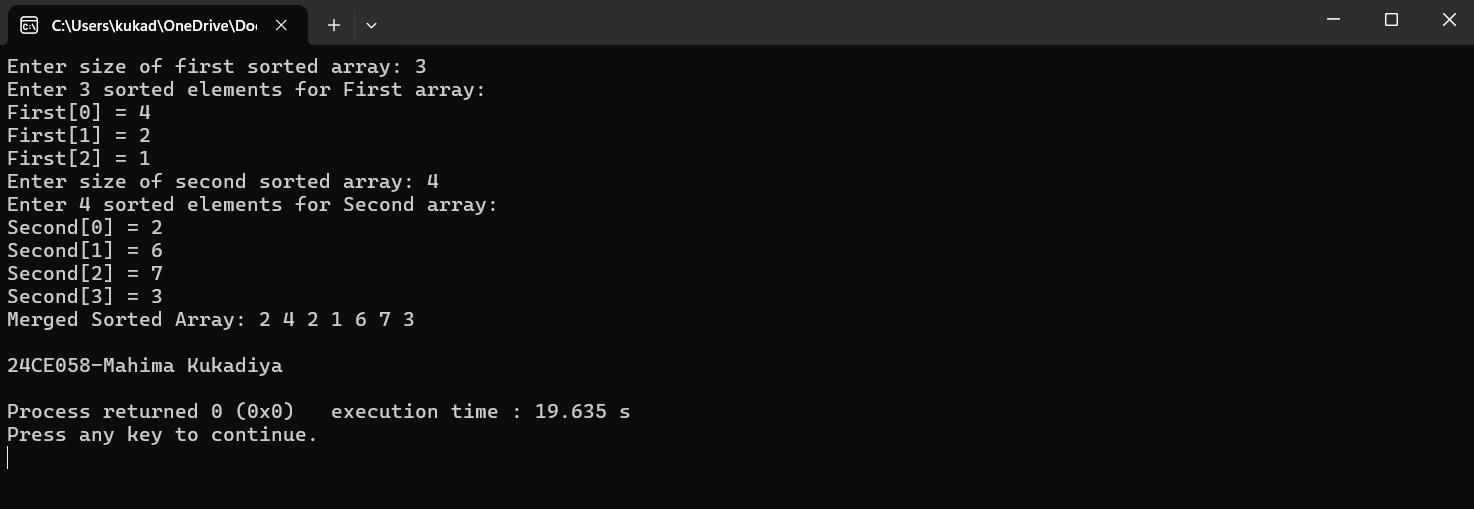 C:\Users\kukad\OneDrive\Do
Enter size of first sorted array: 3
Enter 3 sorted elements for First array:
First[0] = 4
First[1] = 2
First[2] = 1
Enter size of second sorted array: 4
Enter 4 sorted elements for Second array:
Second[0] = 2
Second[1] = 6
Second[2] = 7
Second[3] = 3
Merged Sorted Array: 2 4 2 1 6 7 3
24CE058-Mahima Kukadiya
Process returned 0 (0x0)   execution time : 19.635 s
Press any key to continue.